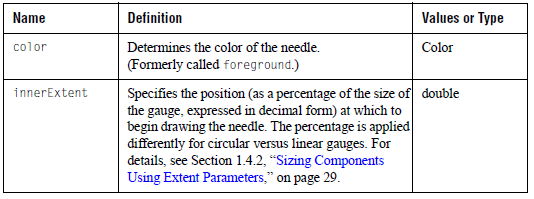 Name Definition Values or Type
color Determines the color of the needle. Color
(Formerly called foreground.)
innerExtent Specifies the position (as a percentage of the size of double
the gauge, expressed in decimal form) at which to
begin drawing the needle. The percentage is applied
differently for circular versus linear gauges. For
details, see Section 1.4.2, “Sizing Components
Using Extent Parameters,” on page 29.